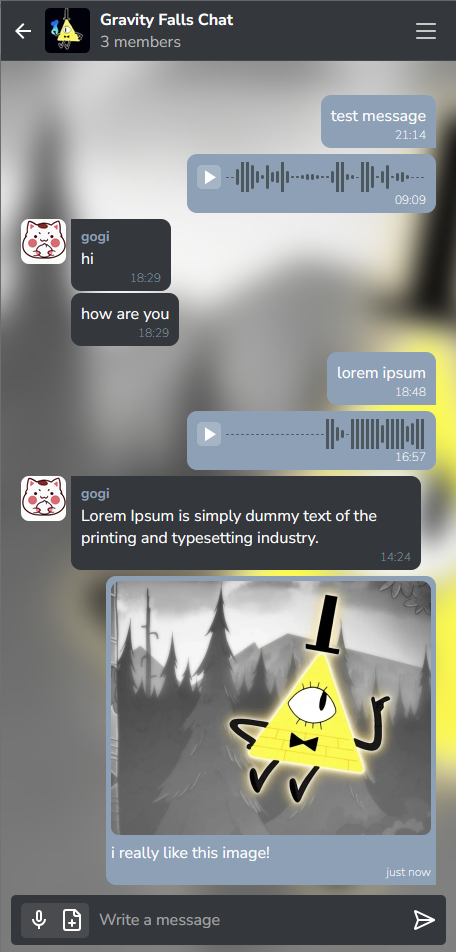 Gravity Falls Chat
3 members
test message
21:14
09:09
gogi
hi
18:29
how are you
18:29
lorem ipsum
18:48
16:57
gogi
Lorem Ipsum is simply dummy text of the
printing and typesetting industry.
14:24
i really like this image!
just now
Write a message